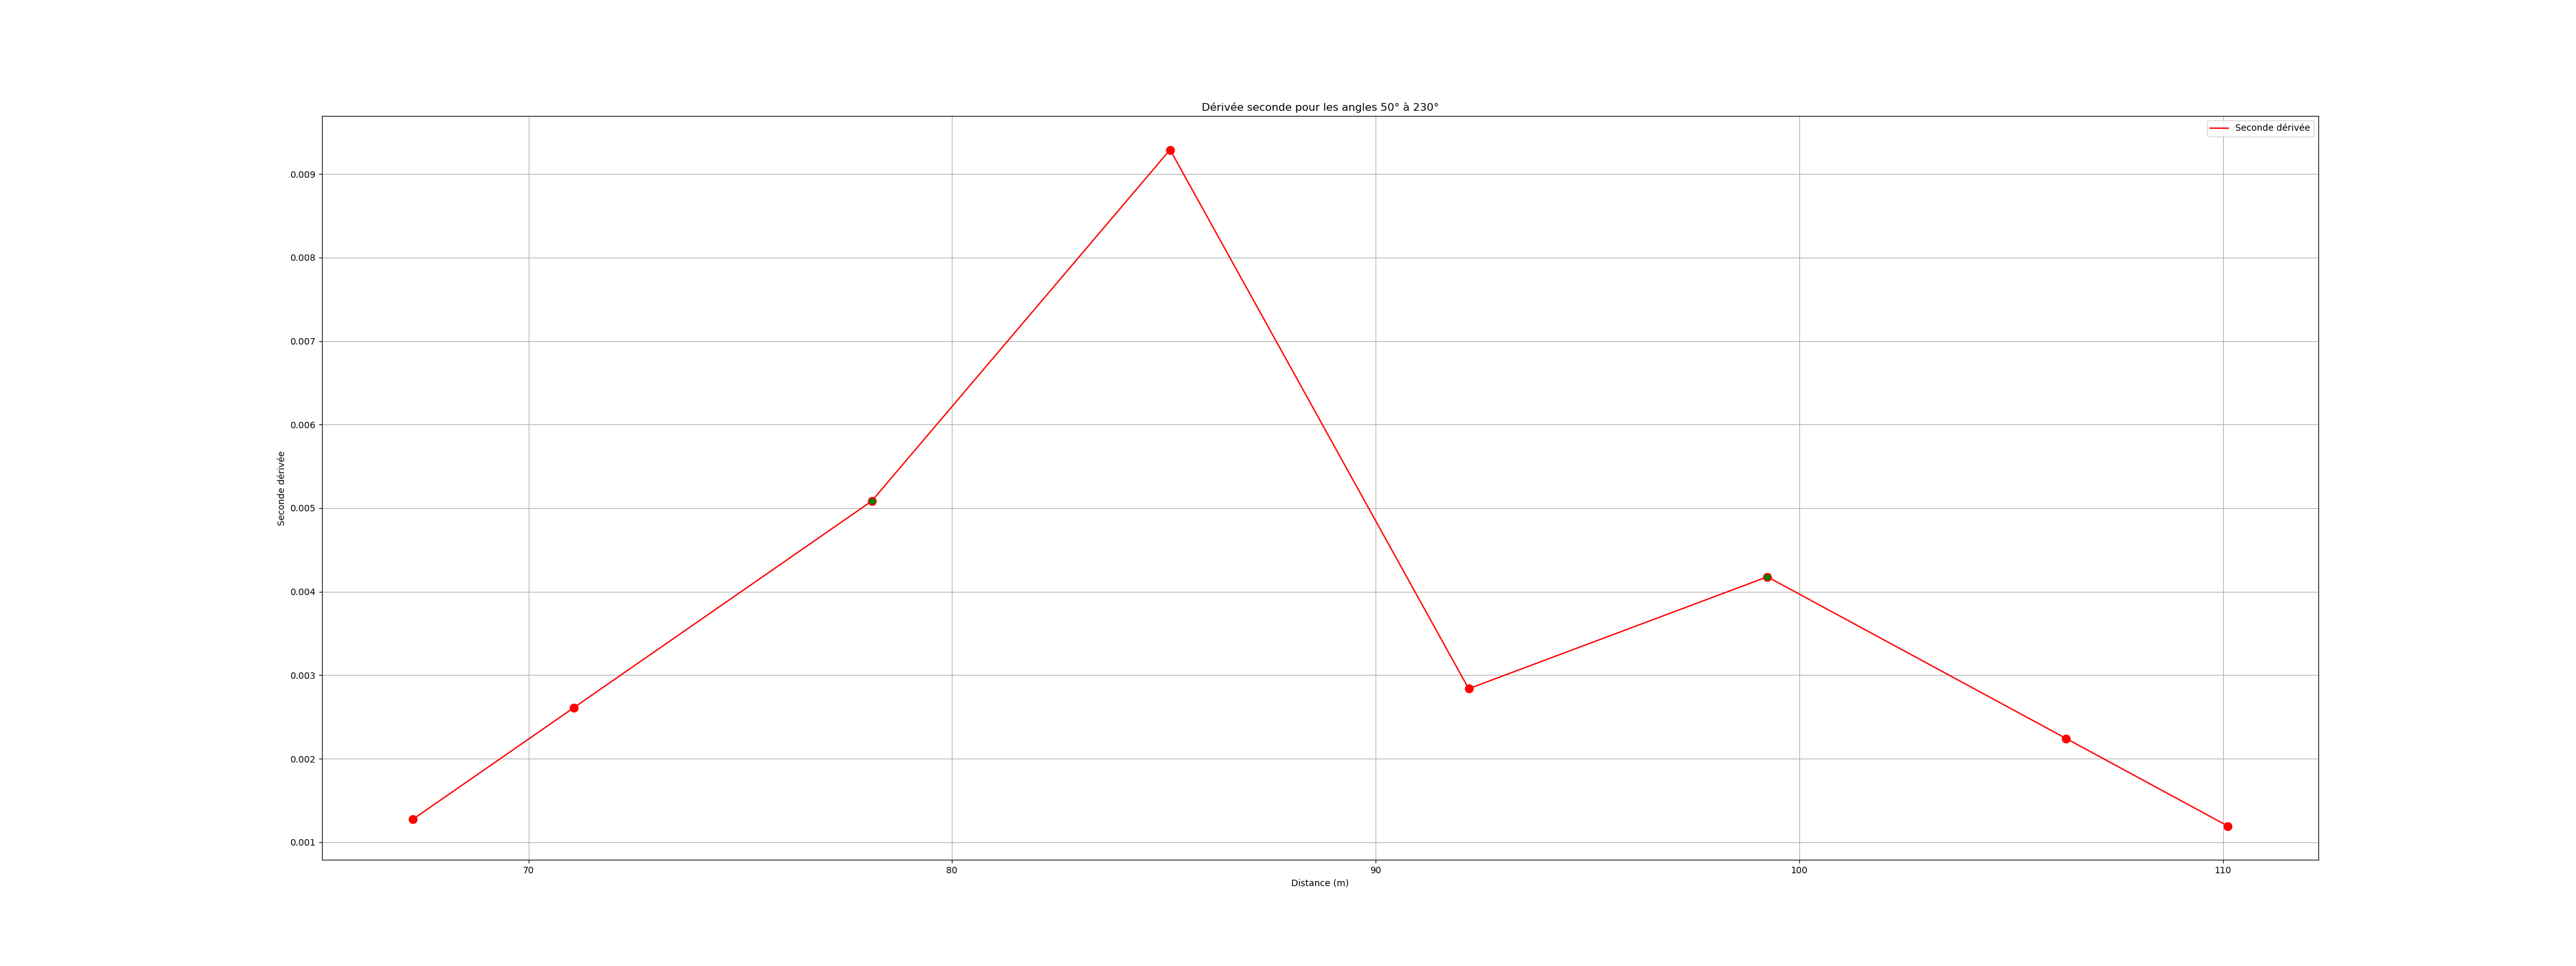 Dérivée seconde pour les angles 50° à 230°
Seconde dérivée
0.009
0.008
0.007
0.006
0.005
0.004
0.003
0.002
0.001
Seconde dérivée
70 80 90 100 110
Distance (m)